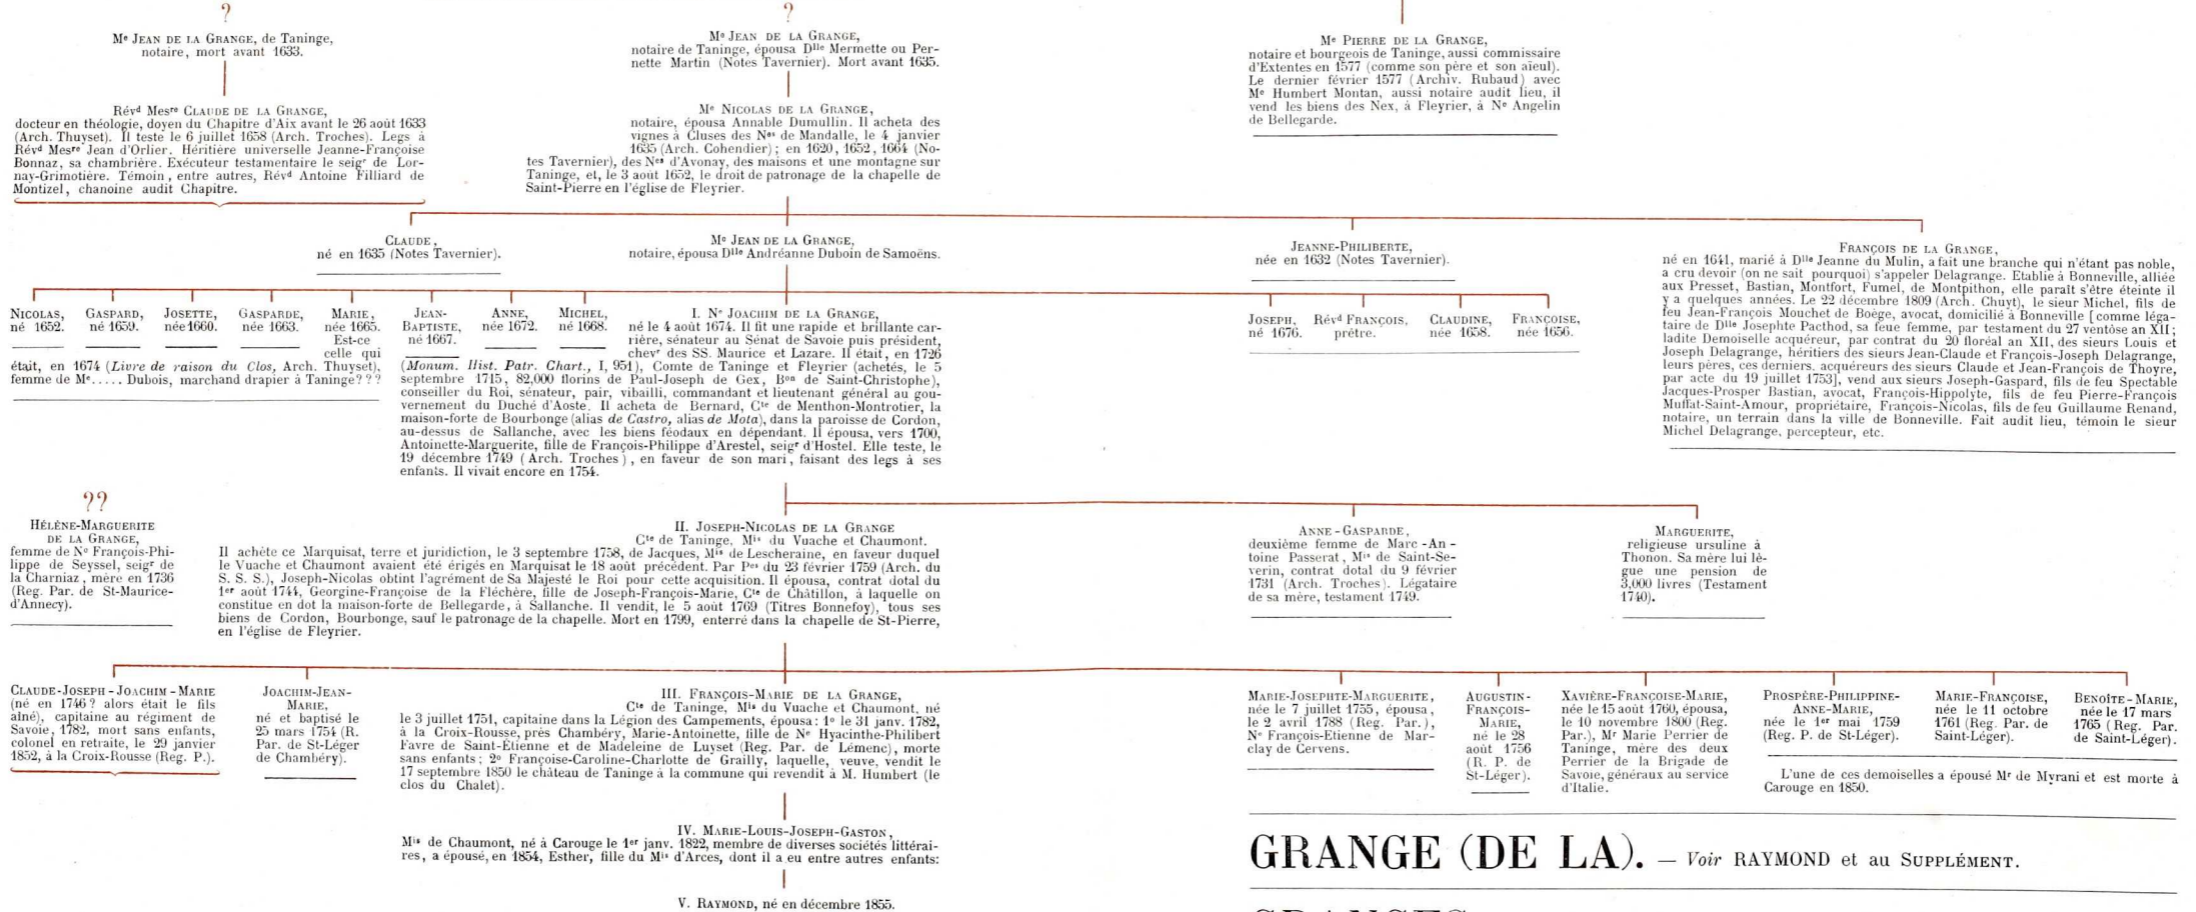 ?
Me JEAN DE LA GRANGE, de Taninge,
notaire, mort avant 1633.
Révd Mesre CLAUDE DE LA GRANGE,
docteur en théologie, doyen du Chapitre d'Aix avant le 26 août 1633
(Arch. Thuyset). Il teste le 6 juillet 1658 (Arch. Troches). Legs à
Révd Mesre Jean d'Orlier. Héritière universelle Jeanne-Françoise
Bonnaz, sa chambrière. Exécuteur testamentaire le seigr de Lor-
nay-Grimotière. Témoin, entre autres, Révd Antoine Filliard de
Montizel, chanoine audit Chapitre.
?
Me JEAN DE LA GRANGE,
notaire de Taninge, épousa Dlle Mermette ou Per-
nette Martin (Notes Tavernier). Mort avant 1635.
Me NICOLAS DE LA GRANGE,
notaire, épousa Annable Dumullin. Il acheta des
vignes à Cluses des Nes de Mandalle, le 4 janvier
1635 (Arch. Cohendier); en 1620, 1652, 1664 (No-
tes Tavernier), des Nes d'Avonay, des maisons et une montagne sur
Taninge, et, le 3 août 1652, le droit de patronage de la chapelle de
Saint-Pierre en l'église de Fleyrier.
Me PIERRE DE LA GRANGE,
notaire et bourgeois de Taninge, aussi commissaire
d'Extentes en 1577 (comme son père et son aïeul).
Le dernier février 1577 (Archiv. Rubaud) avec
Me Humbert Montan, aussi notaire audit lieu, il
vend les biens des Nex, à Fleyrier, à Ne Angelin
de Bellegarde.
CLAUDE,
né en 1635 (Notes Tavernier).
Me JEAN DE LA GRANGE,
notaire, épousa Dlle Andréanne Duboin de Samoëns.
JEANNE-PHILIBERTE,
née en 1632 (Notes Tavernier).
FRANÇOIS DE LA GRANGE,
né en 1641, marié à Dlle Jeanne du Mulin, a fait une branche qui n'étant pas noble,
a cru devoir (on ne sait pourquoi) s'appeler Delagrange. Etablie à Bonneville, alliée
aux Presset, Bastian, Montfort, Fumel, de Montpithon, elle paraît s'être éteinte il
y a quelques années. Le 22 décembre 1809 (Arch. Chuyt), le sieur Michel, fils de
feu Jean-François Mouchet de Boëge, avocat, domicilié à Bonneville [comme léga-
taire de Dlle Josephte Pacthod, sa feue femme, par testament du 27 ventôse an XII;
ladite Demoiselle acquéreur, par contrat du 20 floréal an XII, des sieurs Louis et
Joseph Delagrange, héritiers des sieurs Jean-Claude et François-Joseph Delagrange,
leurs pères, ces derniers. acquéreurs des sieurs Claude et Jean-François de Thoyre,
par acte du 19 juillet 1753], vend aux sieurs Joseph-Gaspard, fils de feu Spectable
Jacques-Prosper Bastian, avocat, François-Hippolyte, fils de feu Pierre-François
Muffat-Saint-Amour, propriétaire, François-Nicolas, fils de feu Guillaume Renand,
notaire, un terrain dans la ville de Bonneville. Fait audit lieu, témoin le sieur
Michel Delagrange, percepteur, etc.
NICOLAS,
né 1652.
GASPARD,
né 1659.
JOSETTE,
née 1660.
GASPARDE,
née 1663.
MARIE,
née 1665.
Est-ce
celle qui
était, en 1674 (Livre de raison du Clos, Arch. Thuyset),
femme de Me..... Dubois, marchand drapier à Taninge???
JEAN-
BAPTISTE,
né 1667.
ANNE,
née 1672.
MICHEL,
né 1668.
I. Ne JOACHIM DE LA GRANGE,
né le 4 août 1674. Il fit une rapide et brillante car-
rière, sénateur au Sénat de Savoie puis président,
chevr des SS. Maurice et Lazare. Il était, en 1726
(Monum. Hist. Patr. Chart., I, 951), Comte de Taninge et Fleyrier (achetés, le 5
septembre 1715, 82,000 florins de Paul-Joseph de Gex, Bon de Saint-Christophe),
conseiller du Roi, sénateur, pair, vibailli, commandant et lieutenant général au gou-
vernement du Duché d'Aoste. Il acheta de Bernard, Cte de Menthon-Montrotier, la
maison-forte de Bourbonge (alias de Castro, alias de Mota), dans la paroisse de Cordon,
au-dessus de Sallanche, avec les biens féodaux en dépendant. Il épousa, vers 1700,
Antoinette-Marguerite, fille de François-Philippe d'Arestel, seigr d'Hostel. Elle teste, le
19 décembre 1749 (Arch. Troches), en faveur de son mari, faisant des legs à ses
enfants. Il vivait encore en 1754.
JOSEPH,
né 1676.
Révd FRANÇOIS,
prêtre.
CLAUDINE,
née 1658.
FRANÇOISE,
née 1656.
??
HÉLÈNE-MARGUERITE
DE LA GRANGE,
femme de Ne François-Phi-
lippe de Seyssel, seigr de
la Charniaz, mère en 1736
(Reg. Par. de St-Maurice-
d'Annecy).
II. JOSEPH-NICOLAS DE LA GRANGE
Cte de Taninge, Mis du Vuache et Chaumont.
Il achète ce Marquisat, terre et juridiction, le 3 septembre 1758, de Jacques, Mis de Lescheraine, en faveur duquel
le Vuache et Chaumont avaient été érigés en Marquisat le 18 août précédent. Par Pes du 23 février 1759 (Arch. du
S. S. S.), Joseph-Nicolas obtint l'agrément de Sa Majesté le Roi pour cette acquisition. Il épousa, contrat dotal du
1er août 1744, Georgine-Françoise de la Fléchère, fille de Joseph-François-Marie, Cte de Châtillon, à laquelle on
constitue en dot la maison-forte de Bellegarde, à Sallanche. Il vendit, le 5 août 1769 (Titres Bonnefoy), tous ses
biens de Cordon, Bourbonge, sauf le patronage de la chapelle. Mort en 1799, enterré dans la chapelle de St-Pierre,
en l'église de Fleyrier.
ANNE-GASPARDE,
deuxième femme de Marc-An-
toine Passerat, Mis de Saint-Se-
verin, contrat dotal du 9 février
1731 (Arch. Troches). Légataire
de sa mère, testament 1749.
MARGUERITE,
religieuse ursuline à
Thonon. Sa mère lui lè-
gue une pension de
3,000 livres (Testament
1740).
CLAUDE-JOSEPH-JOACHIM-MARIE
(né en 1746? alors était le fils
aîné), capitaine au régiment de
Savoie, 1782, mort sans enfants,
colonel en retraite, le 29 janvier
1852, à la Croix-Rousse (Reg. P.).
JOACHIM-JEAN-
MARIE,
né et baptisé le
25 mars 1754 (R.
Par. de St-Léger
de Chambéry).
III. FRANÇOIS-MARIE DE LA GRANGE,
Cte de Taninge, Mis du Vuache et Chaumont, né
le 3 juillet 1751, capitaine dans la Légion des Campements, épousa: 1o le 31 janv. 1782,
à la Croix-Rousse, près Chambéry, Marie-Antoinette, fille de Ne Hyacinthe-Philibert
Favre de Saint-Etienne et de Madeleine de Luyset (Reg. Par. de Lémenc), morte
sans enfants; 2o Françoise-Caroline-Charlotte de Grailly, laquelle, veuve, vendit le
17 septembre 1850 le château de Taninge à la commune qui revendit à M. Humbert (le
clos du Chalet).
MARIE-JOSEPHTE-MARGUERITE,
née le 7 juillet 1755, épousa,
le 2 avril 1788 (Reg. Par.),
Ne François-Etienne de Mar-
clay de Cervens.
AUGUSTIN-
FRANÇOIS-
MARIE,
né le 28
août 1756
(R. P. de
St-Léger).
XAVIÈRE-FRANÇOISE-MARIE,
née le 15 août 1760, épousa,
le 10 novembre 1800 (Reg.
Par.), Mr Marie Perrier de
Taninge, mère des deux
Perrier de la Brigade de
Savoie, généraux au service
d'Italie.
PROSPÈRE-PHILIPPINE-
ANNE-MARIE,
née le 1er mai 1759
(Reg. P. de St-Léger).
MARIE-FRANÇOISE,
née le 11 octobre
1761 (Reg. Par. de
Saint-Léger).
BENOÎTE-MARIE,
née le 17 mars
1765 (Reg. Par.
de Saint-Léger).
L'une de ces demoiselles a épousé Mr de Myrani et est morte à
Carouge en 1850.
IV. MARIE-LOUIS-JOSEPH-GASTON,
Mis de Chaumont, né à Carouge le 1er janv. 1822, membre de diverses sociétés littérai-
res, a épousé, en 1854, Esther, fille du Mis d'Arces, dont il a eu entre autres enfants:
V. RAYMOND, né en décembre 1855.
GRANGE (DE LA). — Voir RAYMOND et au SUPPLÉMENT.